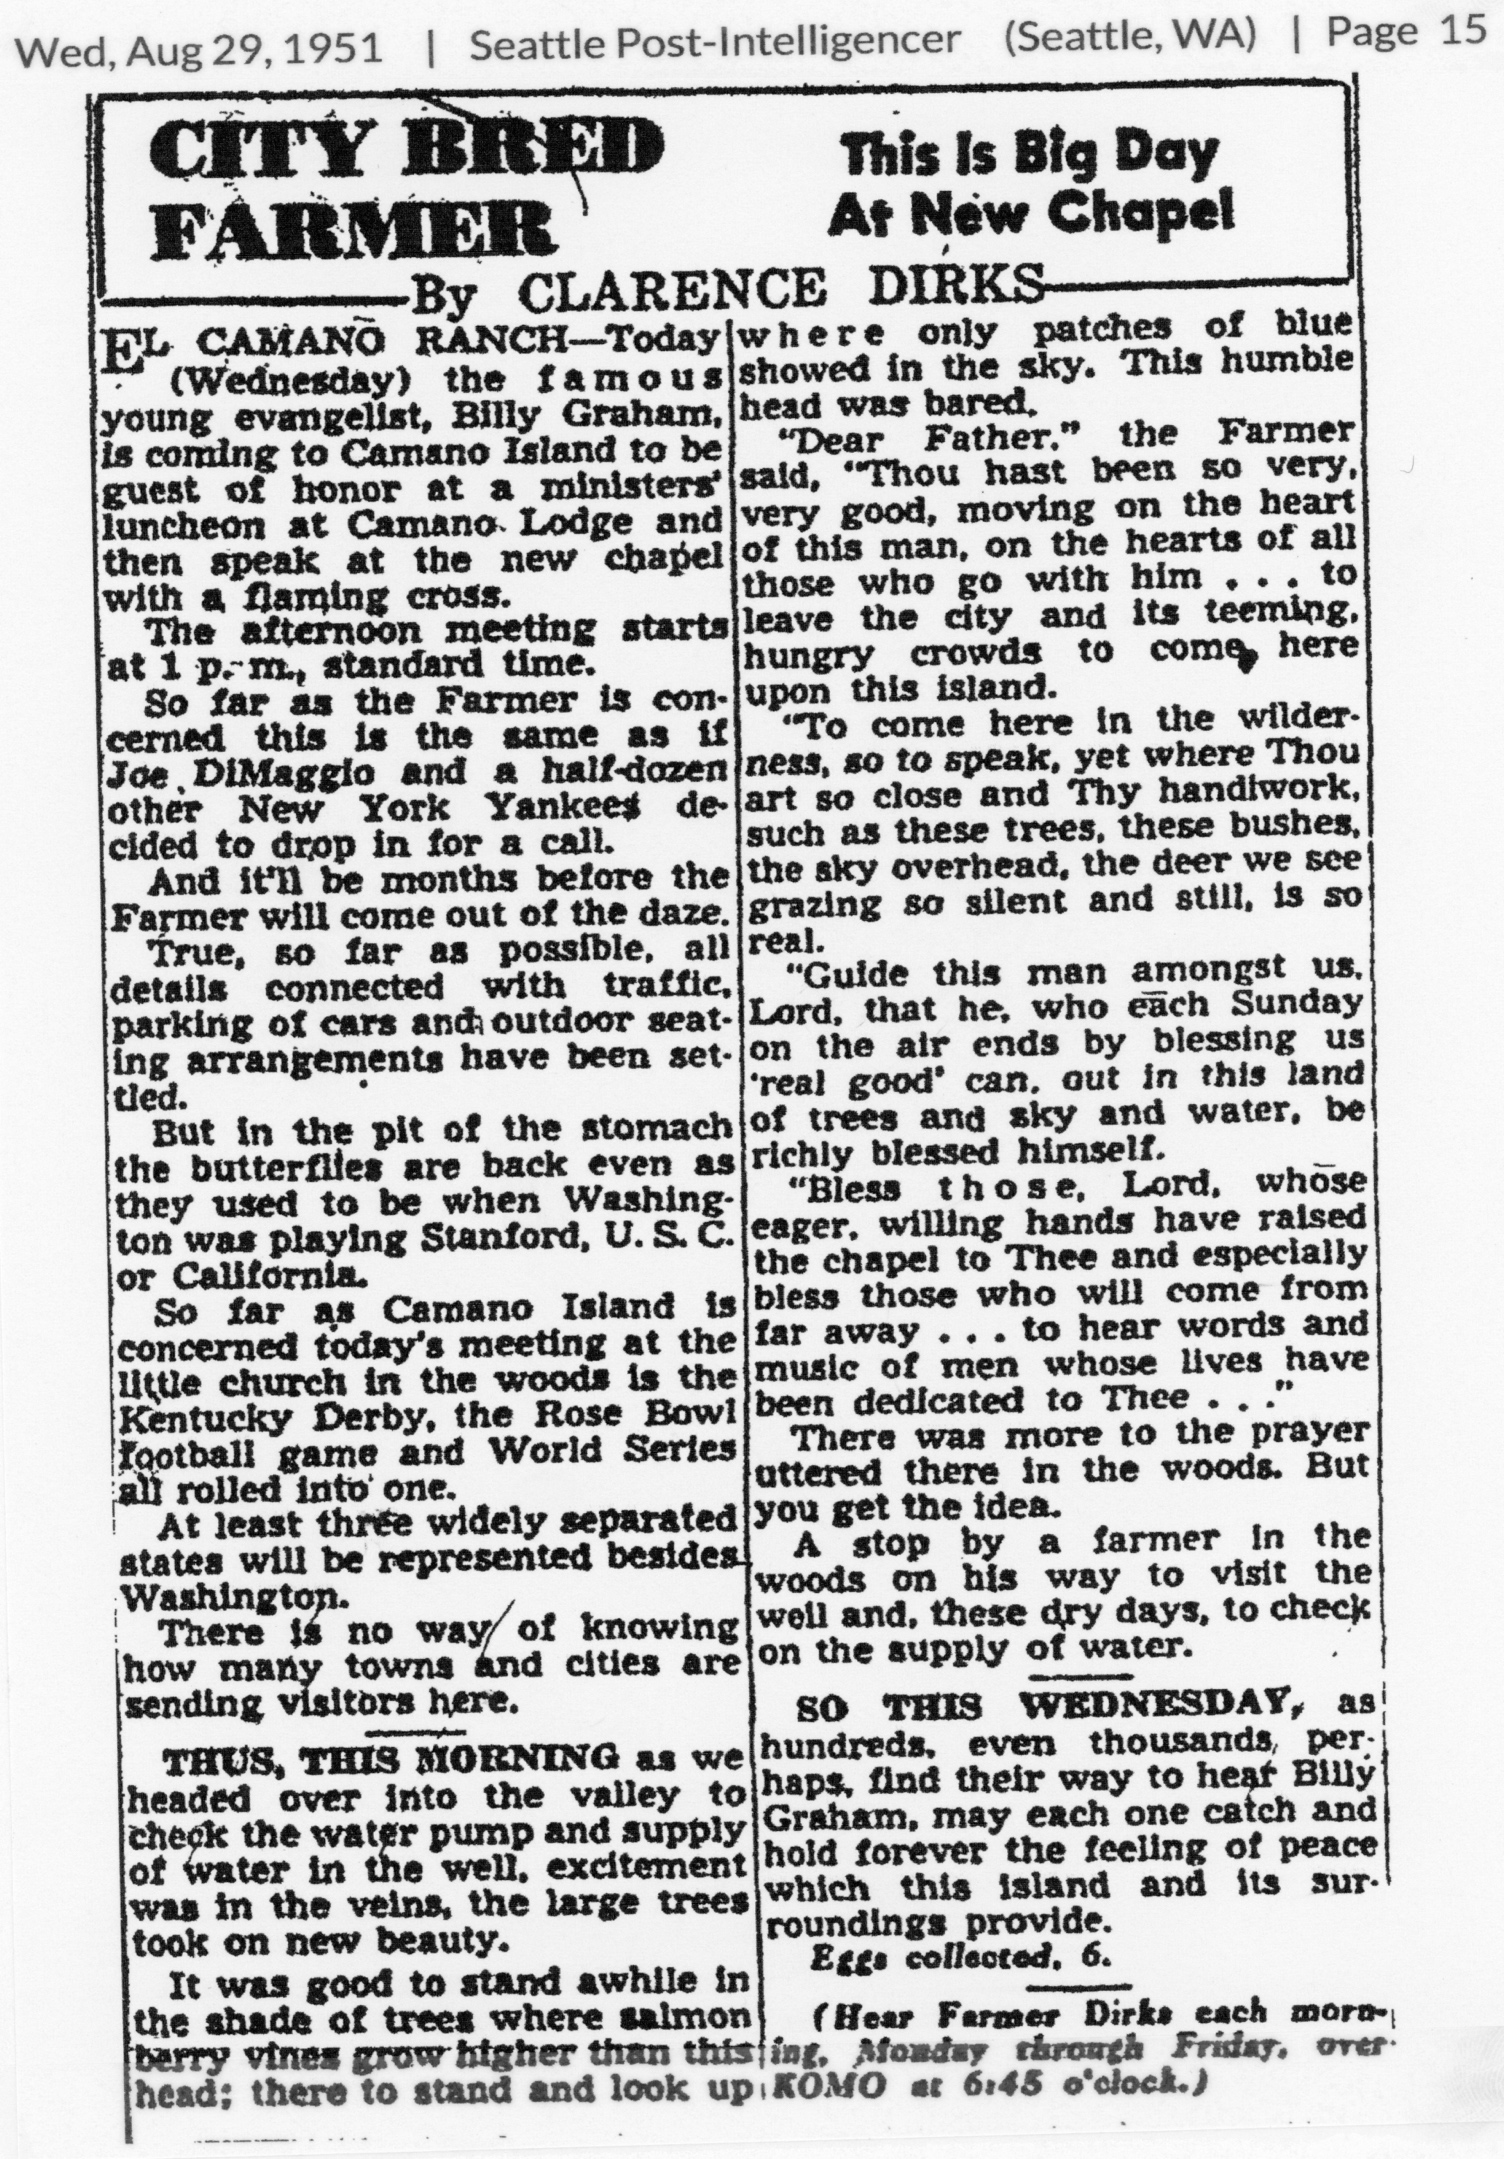 Wed, Aug 29, 1951 | Seattle Post-Intelligencer (Seattle, WA) | Page 15
CITY BRED
FARMER
This Is Big Day
At New Chapel
By CLARENCE DIRKS
EL CAMANO RANCH—Today
(Wednesday) the famous
young evangelist, Billy Graham,
is coming to Camano Island to be
guest of honor at a ministers'
luncheon at Camano Lodge and
then speak at the new chapel
with a flaming cross.
The afternoon meeting starts
at 1 p. m., standard time.
So far as the Farmer is con-
cerned this is the same as if
Joe DiMaggio and a half-dozen
other New York Yankees de-
cided to drop in for a call.
And it'll be months before the
Farmer will come out of the daze.
True, so far as possible, all
details connected with traffic,
parking of cars and outdoor seat-
ing arrangements have been set-
tled.
But in the pit of the stomach
the butterflies are back even as
they used to be when Washing-
ton was playing Stanford, U. S. C.
or California.
So far as Camano Island is
concerned today's meeting at the
little church in the woods is the
Kentucky Derby, the Rose Bowl
football game and World Series
all rolled into one.
At least three widely separated
states will be represented besides
Washington.
There is no way of knowing
how many towns and cities are
sending visitors here.
THUS, THIS MORNING as we
headed over into the valley to
check the water pump and supply
of water in the well, excitement
was in the veins, the large trees
took on new beauty.
It was good to stand awhile in
the shade of trees where salmon
berry vines grow higher than this
head; there to stand and look up
where only patches of blue
showed in the sky. This humble
head was bared.
"Dear Father," the Farmer
said, "Thou hast been so very,
very good, moving on the heart
of this man, on the hearts of all
those who go with him . . . to
leave the city and its teeming,
hungry crowds to come, here
upon this island.
"To come here in the wilder-
ness, so to speak, yet where Thou
art so close and Thy handiwork,
such as these trees, these bushes,
the sky overhead, the deer we see
grazing so silent and still, is so
real.
"Guide this man amongst us,
Lord, that he, who each Sunday
on the air ends by blessing us
'real good' can, out in this land
of trees and sky and water, be
richly blessed himself.
"Bless those, Lord, whose
eager, willing hands have raised
the chapel to Thee and especially
bless those who will come from
far away . . . to hear words and
music of men whose lives have
been dedicated to Thee . . ."
There was more to the prayer
uttered there in the woods. But
you get the idea.
A stop by a farmer in the
woods on his way to visit the
well and, these dry days, to check
on the supply of water.
SO THIS WEDNESDAY, as
hundreds, even thousands, per-
haps, find their way to hear Billy
Graham, may each one catch and
hold forever the feeling of peace
which this island and its sur-
roundings provide.
Eggs collected, 6.
(Hear Farmer Dirks each morn-
ing, Monday through Friday, over
KOMO at 6:45 o'clock.)